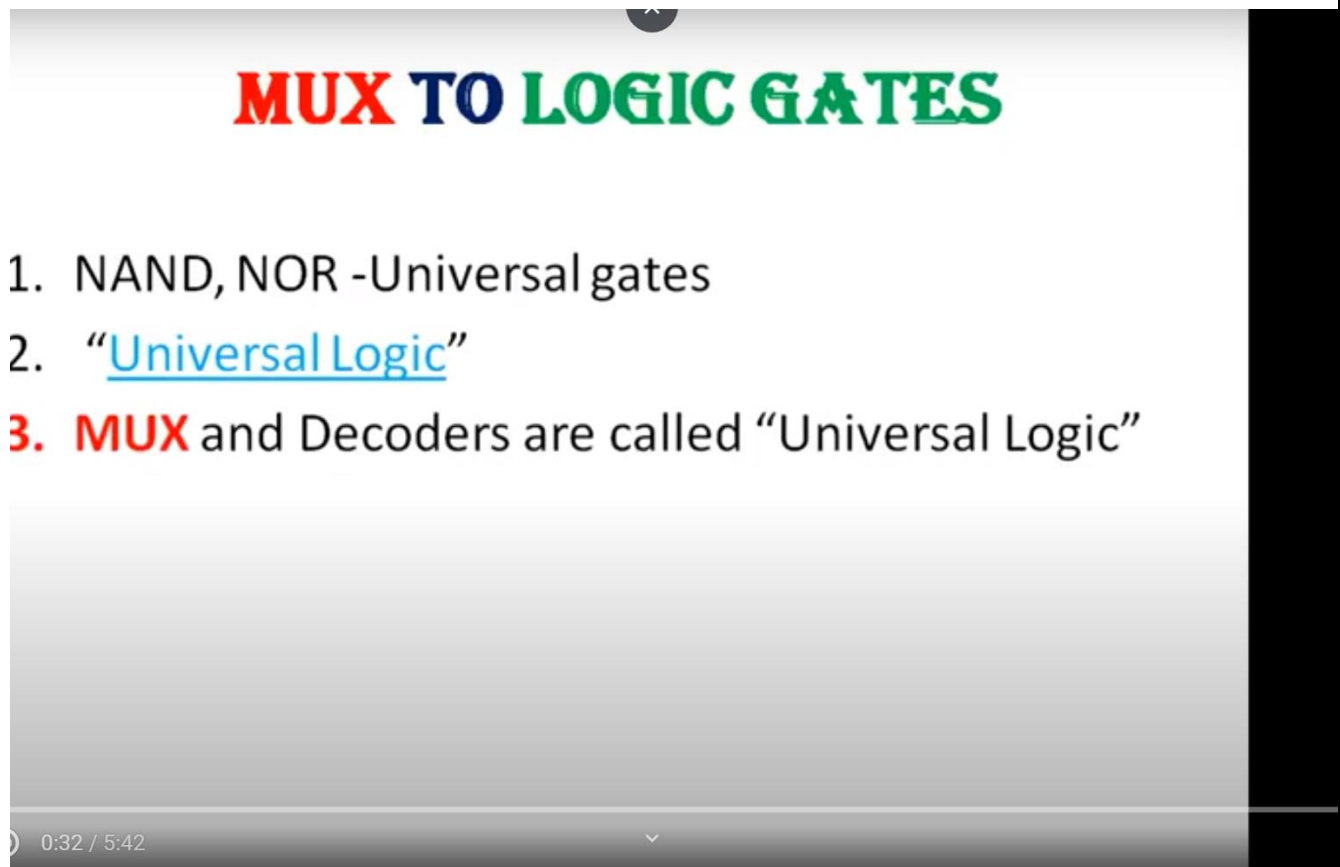 MUX TO LOGIC GATES
1. NAND, NOR -Universal gates
2. “Universal Logic”
3. MUX and Decoders are called “Universal Logic”
0:32 / 5:42